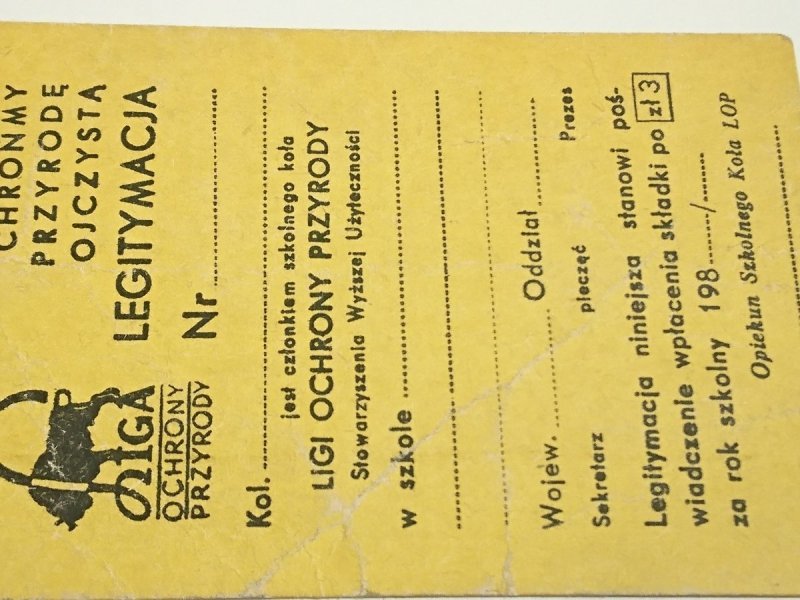 CHROŃMY
PRZYRODĘ
OJCZYSTĄ
LIGA
OCHRONY
PRZYRODY
LEGITYMACJA
Nr
Kol.
jest członkiem szkolnego koła
LIGI OCHRONY PRZYRODY
Stowarzyszenia Wyższej Użyteczności
w szkole
Wojew. Oddział
Sekretarz pieczęć Prezes
Legitymacja niniejsza stanowi poś-
wiadczenie wpłacenia składki po zł 3
za rok szkolny 198 /
Opiekun Szkolnego Koła LOP